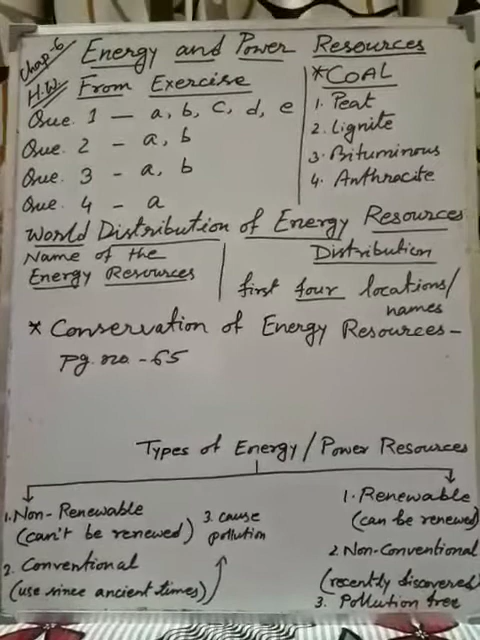 Chap. 6
Energy and Power Resources
H.W. From Exercise
Que. 1 — a, b, c, d, e
Que. 2 - a, b
Que. 3 - a, b
Que. 4 - a
*COAL
1. Peat
2. Lignite
3. Bituminous
4. Anthrocite
World Distribution of Energy Resources
Name of the
Energy Resources
Distribution
first four locations/
names
* Conservation of Energy Resources-
Pg. no. - 65
Types of Energy/Power Resources
1. Non-Renewable
(can't be renewed)
2. Conventional
(use since ancient times)
3. cause
pollution
1. Renewable
(can be renewed)
2 Non-Conventional
(recently discovered)
3. Pollution free